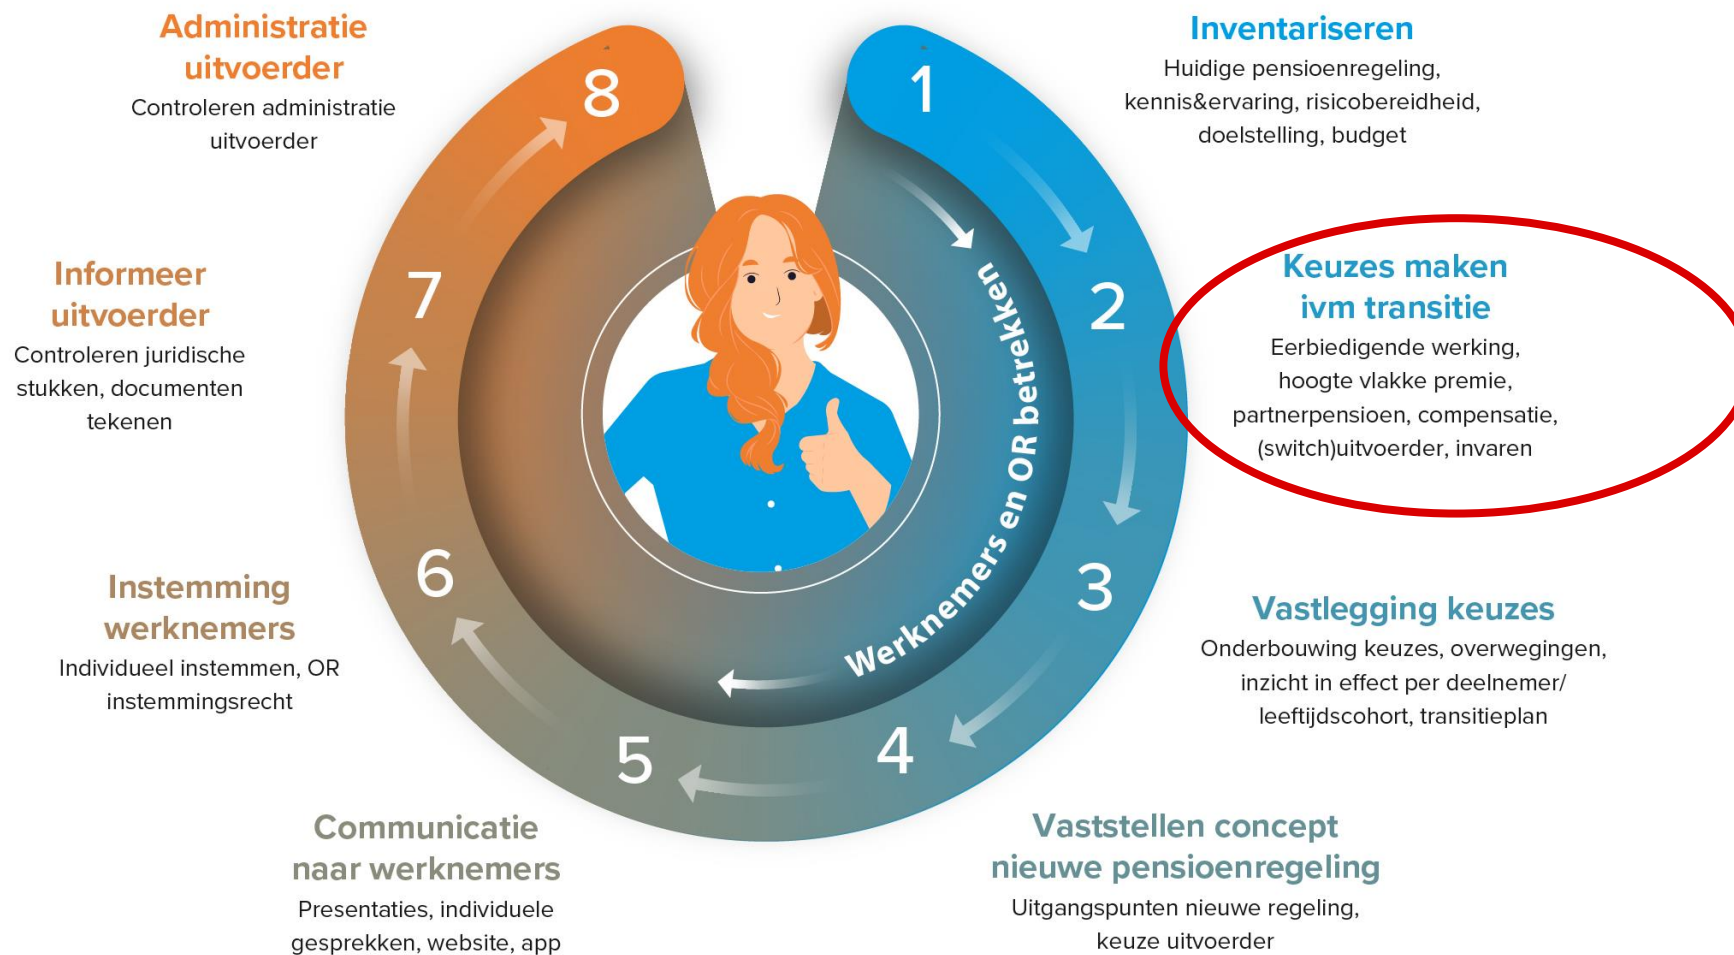 1
Inventariseren
Huidige pensioenregeling,
kennis&ervaring, risicobereidheid,
doelstelling, budget
2
Keuzes maken
ivm transitie
Eerbiedigende werking,
hoogte vlakke premie,
partnerpensioen, compensatie,
(switch)uitvoerder, invaren
3
Vastlegging keuzes
Onderbouwing keuzes, overwegingen,
inzicht in effect per deelnemer/
leeftijdscohort, transitieplan
4
Vaststellen concept
nieuwe pensioenregeling
Uitgangspunten nieuwe regeling,
keuze uitvoerder
5
Communicatie
naar werknemers
Presentaties, individuele
gesprekken, website, app
6
Instemming
werknemers
Individueel instemmen, OR
instemmingsrecht
7
Informeer
uitvoerder
Controleren juridische
stukken, documenten
tekenen
8
Administratie
uitvoerder
Controleren administratie
uitvoerder
Werknemers en OR betrekken